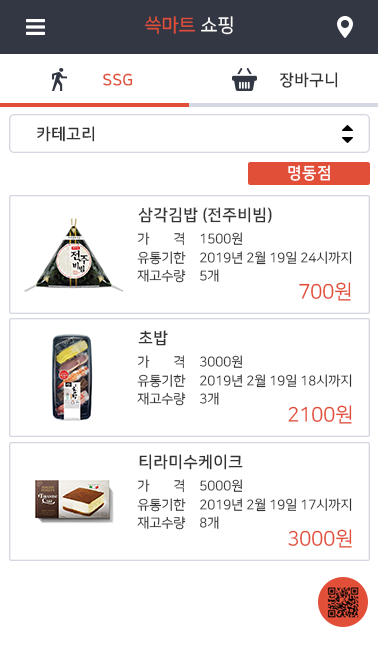 쓱마트 쇼핑
SSG
장바구니
카테고리
명동점
삼각김밥 (전주비빔)
가 격 1500원
유통기한 2019년 2월 19일 24시까지
재고수량 5개
700원
전주
비빔
초밥
가 격 3000원
유통기한 2019년 2월 19일 18시까지
재고수량 3개
2100원
티라미수케이크
가 격 5000원
유통기한 2019년 2월 19일 17시까지
재고수량 8개
3000원